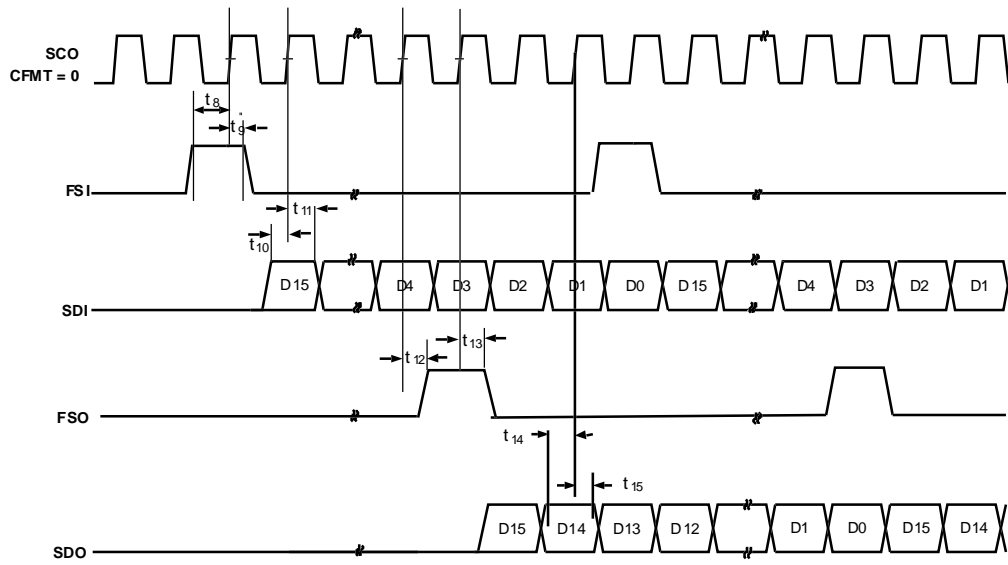 SCO
CFMT = 0
t8
t9
FSI
t11
t10
D15 D4 D3 D2 D1 D0 D15 D4 D3 D2 D1
SDI
t13
t12
FSO
t14
t15
D15 D14 D13 D12 D1 D0 D15 D14
SDO